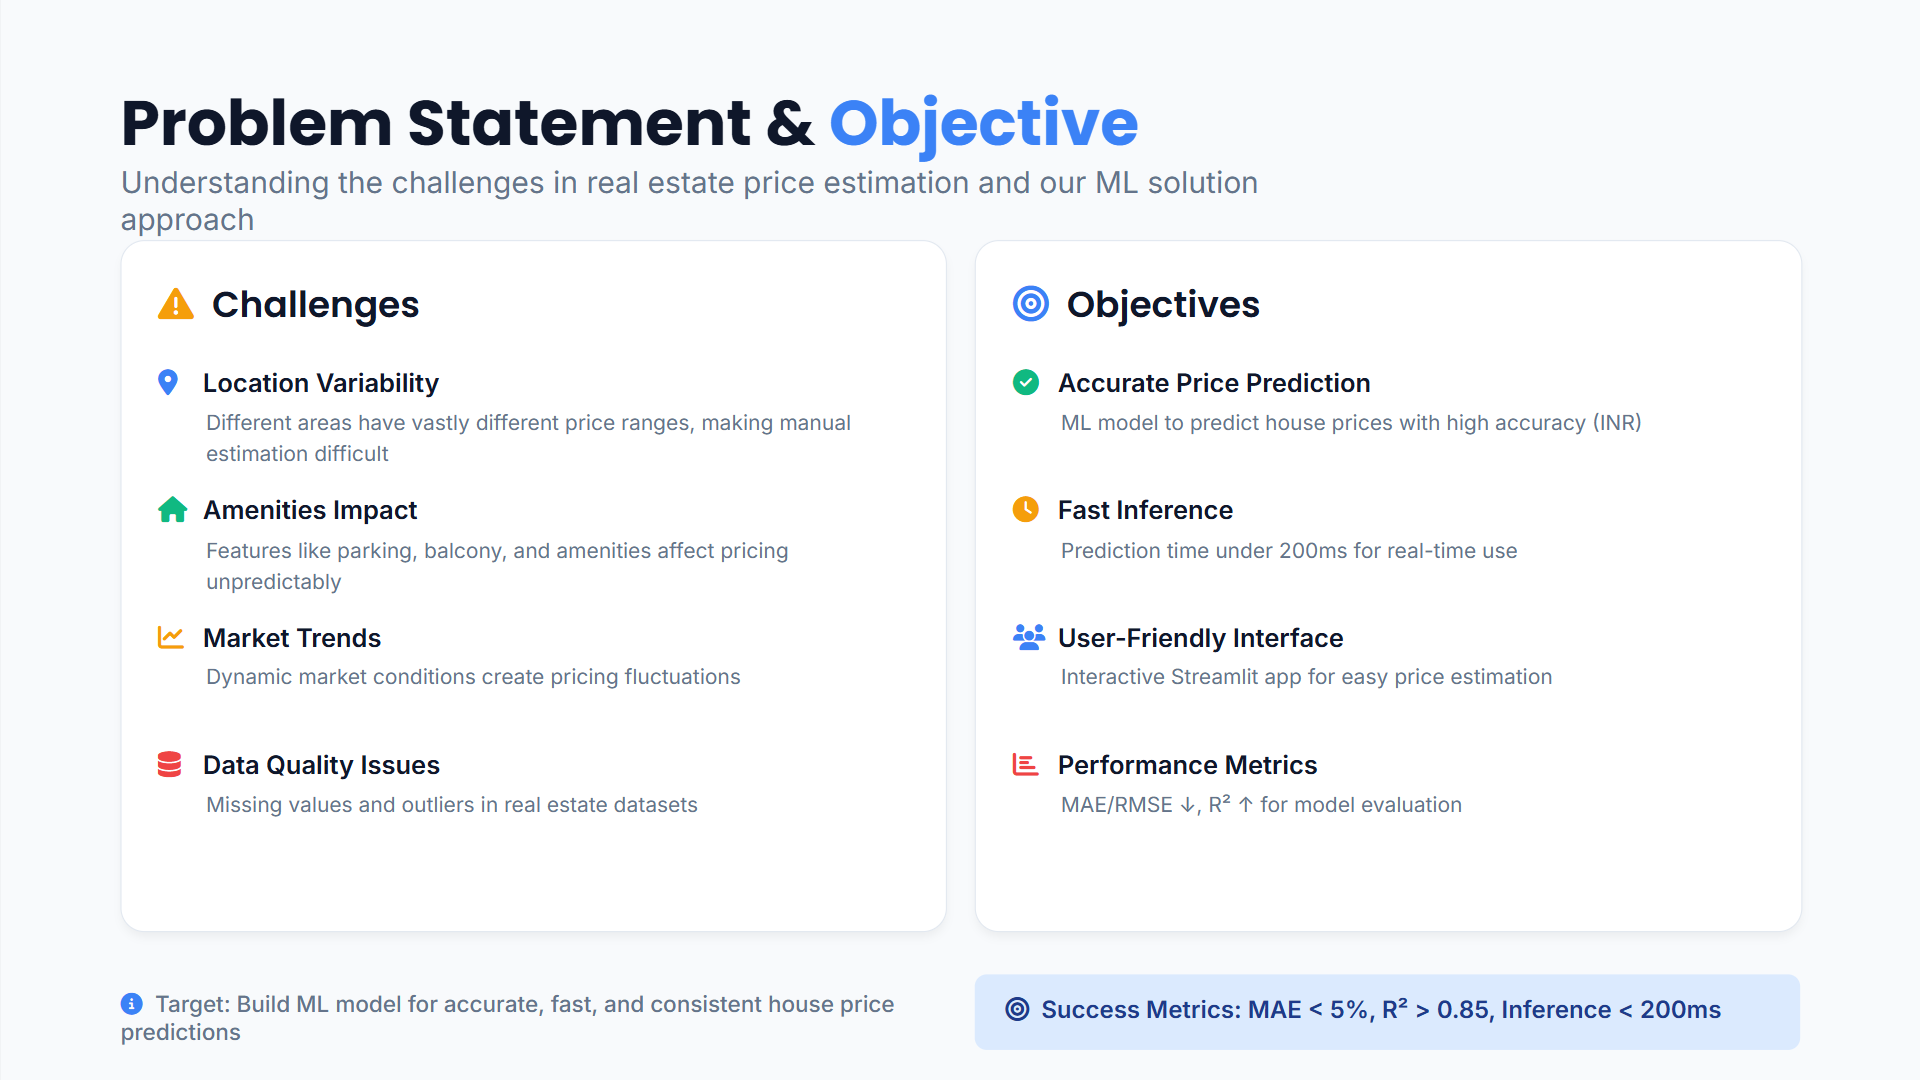 Problem Statement & Objective
Understanding the challenges in real estate price estimation and our ML solution
approach
Challenges
Location Variability
Different areas have vastly different price ranges, making manual
estimation difficult
Amenities Impact
Features like parking, balcony, and amenities affect pricing
unpredictably
Market Trends
Dynamic market conditions create pricing fluctuations
Data Quality Issues
Missing values and outliers in real estate datasets
Objectives
Accurate Price Prediction
ML model to predict house prices with high accuracy (INR)
Fast Inference
Prediction time under 200ms for real-time use
User-Friendly Interface
Interactive Streamlit app for easy price estimation
Performance Metrics
MAE/RMSE ↓, R² ↑ for model evaluation
Target: Build ML model for accurate, fast, and consistent house price
predictions
Success Metrics: MAE < 5%, R² > 0.85, Inference < 200ms